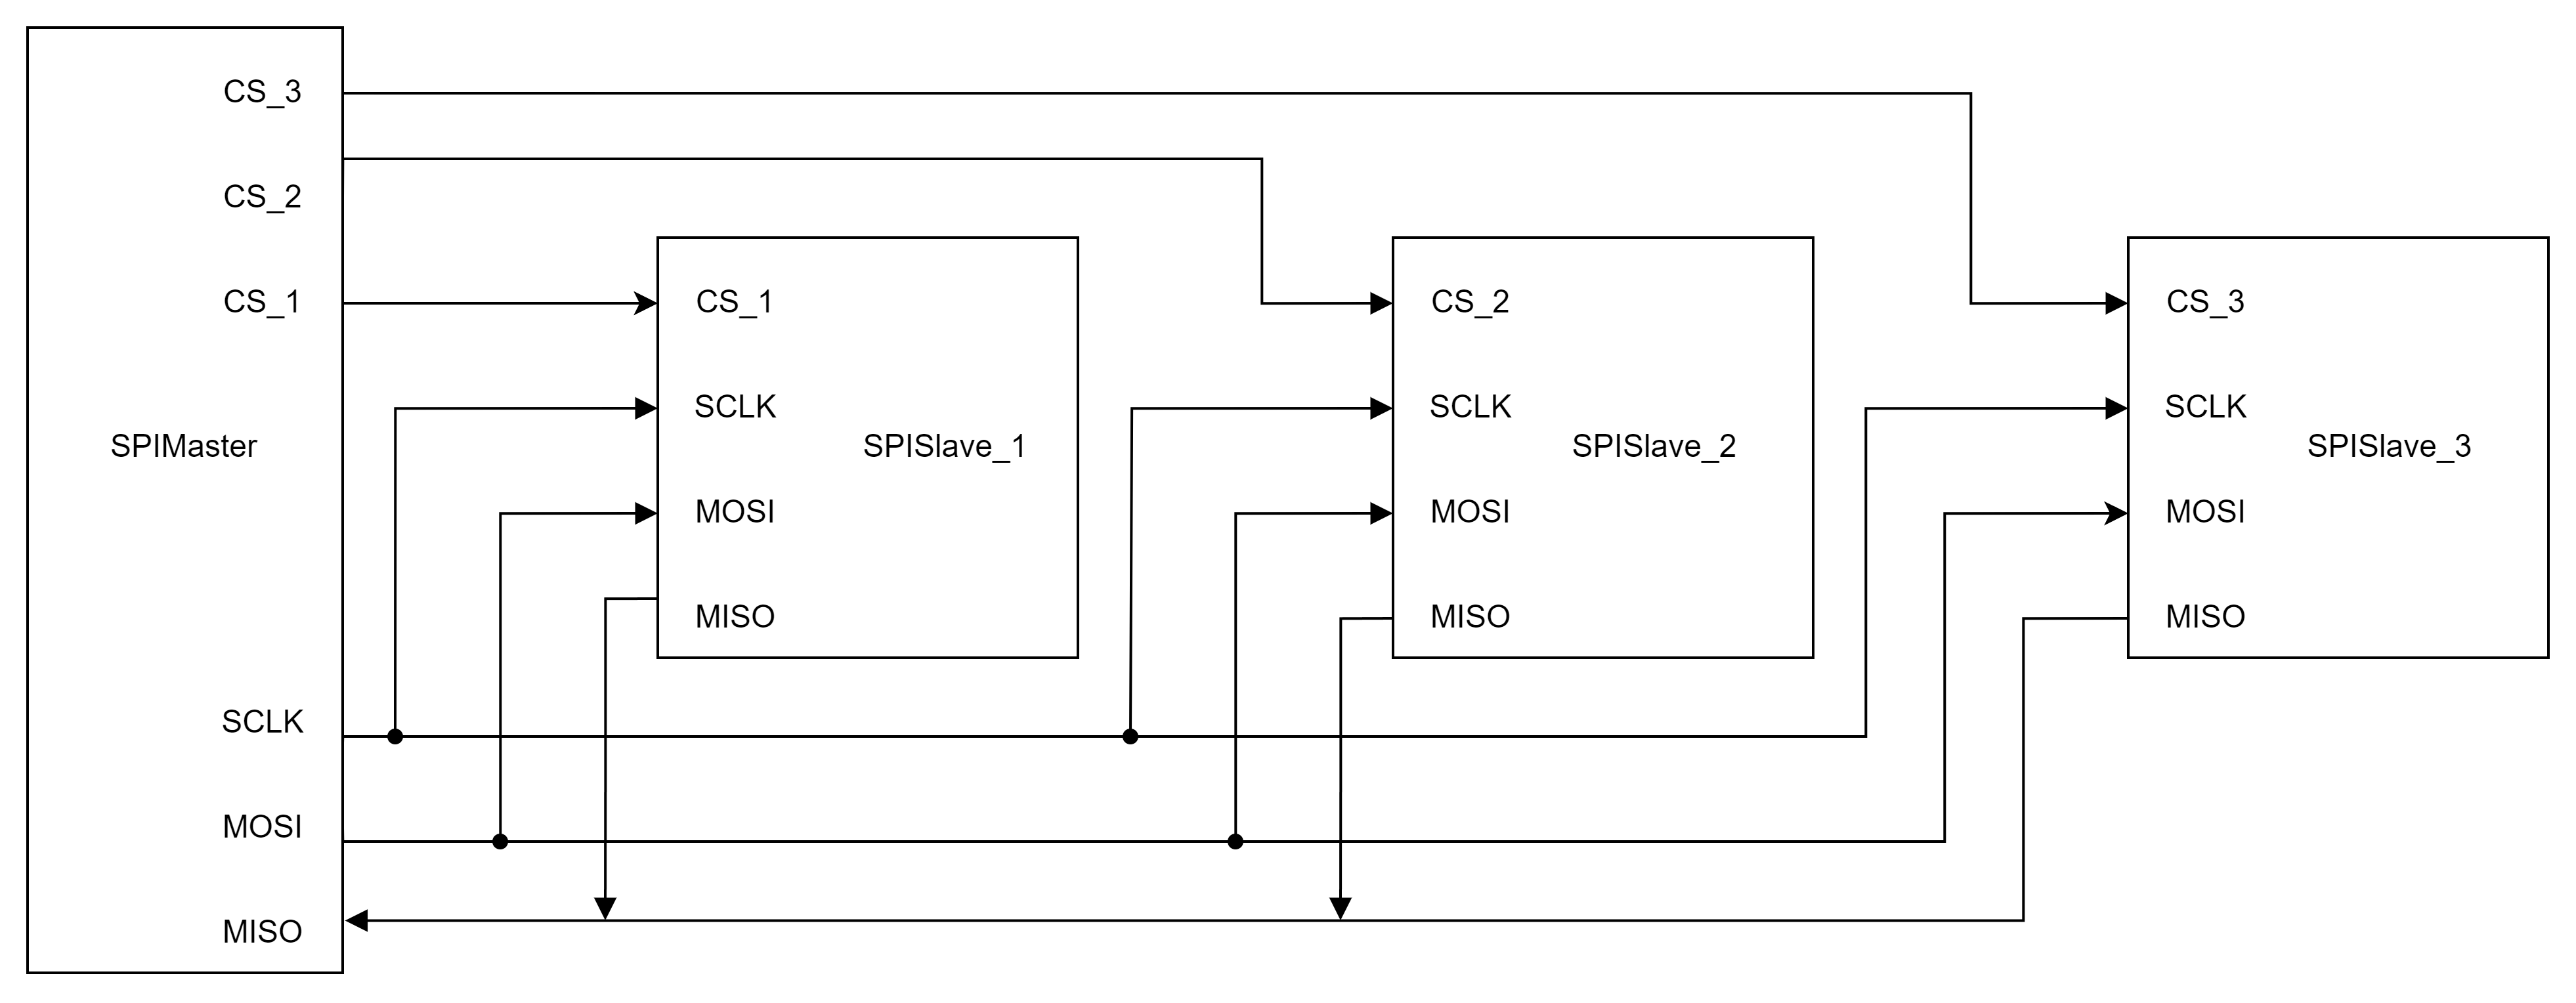 CS_3
CS_2
CS_1
SPIMaster
SCLK
MOSI
MISO
CS_1
SCLK
SPISlave_1
MOSI
MISO
CS_2
SCLK
SPISlave_2
MOSI
MISO
CS_3
SCLK
SPISlave_3
MOSI
MISO